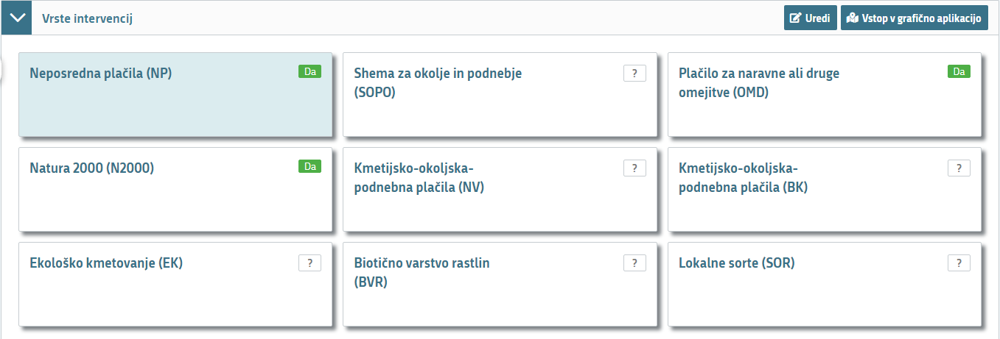 Vrste intervencij
Uredi
Vstop v grafično aplikacijo
Neposredna plačila (NP)
Da
Shema za okolje in podnebje
(SOPO)
?
Plačilo za naravne ali druge
omejitve (OMD)
Da
Natura 2000 (N2000)
Da
Kmetijsko-okoljska-
podnebna plačila (NV)
?
Kmetijsko-okoljska-
podnebna plačila (BK)
?
Ekološko kmetovanje (EK)
?
Biotično varstvo rastlin
(BVR)
?
Lokalne sorte (SOR)
?